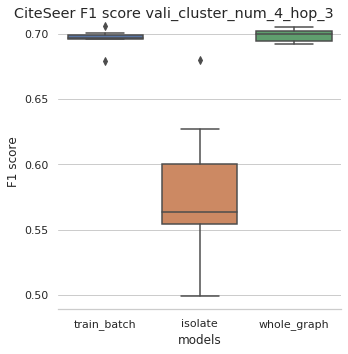 CiteSeer F1 score vali_cluster_num_4_hop_3
0.70
0.65
0.60
0.55
0.50
F1 score
train_batch
isolate
whole_graph
models